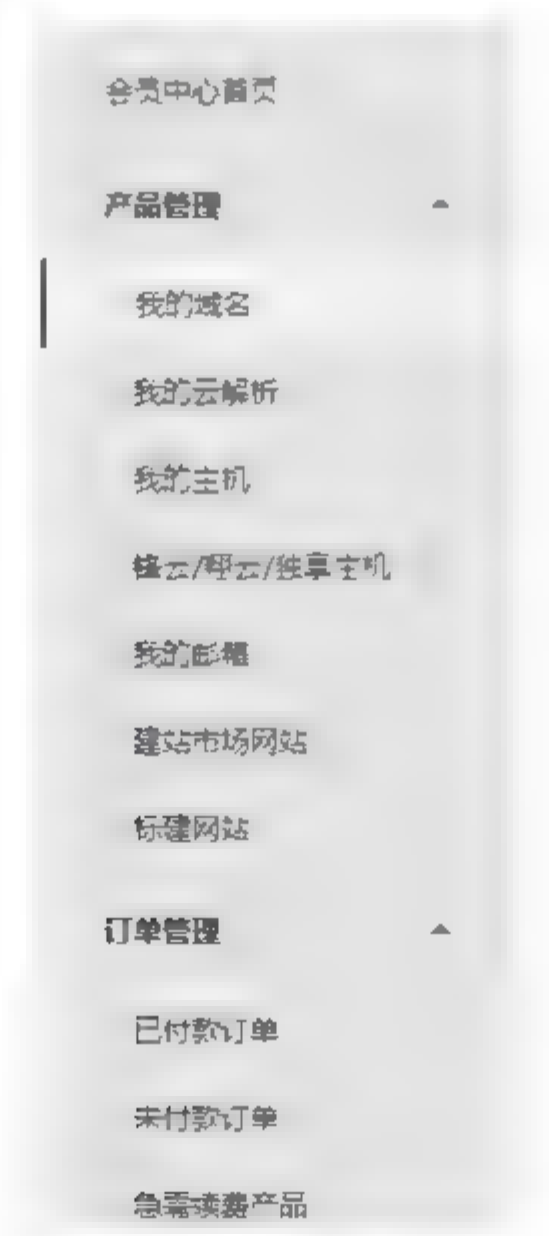 会员中心首页
产品管理
我的域名
我的云解析
我的主机
云/云/独享主机
我的邮箱
建站市场网站
标建网站
订单管理
已付款订单
未付款订单
急需续费产品